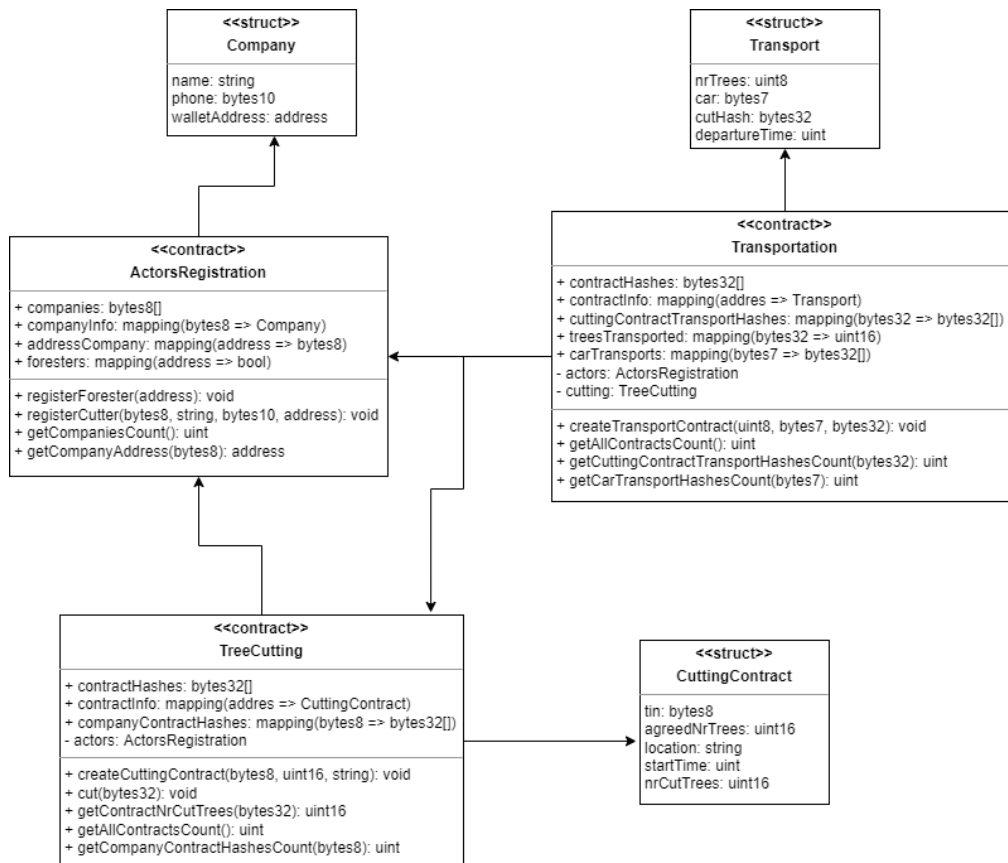 <<struct>>
Company
name: string
phone: bytes10
walletAddress: address
<<struct>>
Transport
nrTrees: uint8
car: bytes7
cutHash: bytes32
departureTime: uint
<<contract>>
ActorsRegistration
+ companies: bytes8[]
+ companyInfo: mapping(bytes8 => Company)
+ addressCompany: mapping(address => bytes8)
+ foresters: mapping(address => bool)
+ registerForester(address): void
+ registerCutter(bytes8, string, bytes10, address): void
+ getCompaniesCount(): uint
+ getCompanyAddress(bytes8): address
<<contract>>
Transportation
+ contractHashes: bytes32[]
+ contractInfo: mapping(addres => Transport)
+ cuttingContractTransportHashes: mapping(bytes32 => bytes32[])
+ treesTransported: mapping(bytes32 => uint16)
+ carTransports: mapping(bytes7 => bytes32[])
- actors: ActorsRegistration
- cutting: TreeCutting
+ createTransportContract(uint8, bytes7, bytes32): void
+ getAllContractsCount(): uint
+ getCuttingContractTransportHashesCount(bytes32): uint
+ getCarTransportHashesCount(bytes7): uint
<<contract>>
TreeCutting
+ contractHashes: bytes32[]
+ contractInfo: mapping(addres => CuttingContract)
+ companyContractHashes: mapping(bytes8 => bytes32[])
- actors: ActorsRegistration
+ createCuttingContract(bytes8, uint16, string): void
+ cut(bytes32): void
+ getContractNrCutTrees(bytes32): uint16
+ getAllContractsCount(): uint
+ getCompanyContractHashesCount(bytes8): uint
<<struct>>
CuttingContract
tin: bytes8
agreedNrTrees: uint16
location: string
startTime: uint
nrCutTrees: uint16